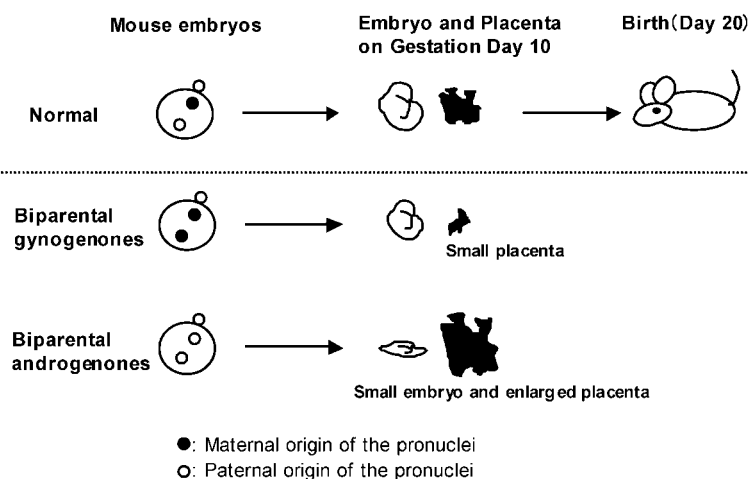 Mouse embryos
Embryo and Placenta
on Gestation Day 10
Birth(Day 20)
Normal
Biparental
gynogenones
Small placenta
Biparental
androgenones
Small embryo and enlarged placenta
●: Maternal origin of the pronuclei
○: Paternal origin of the pronuclei